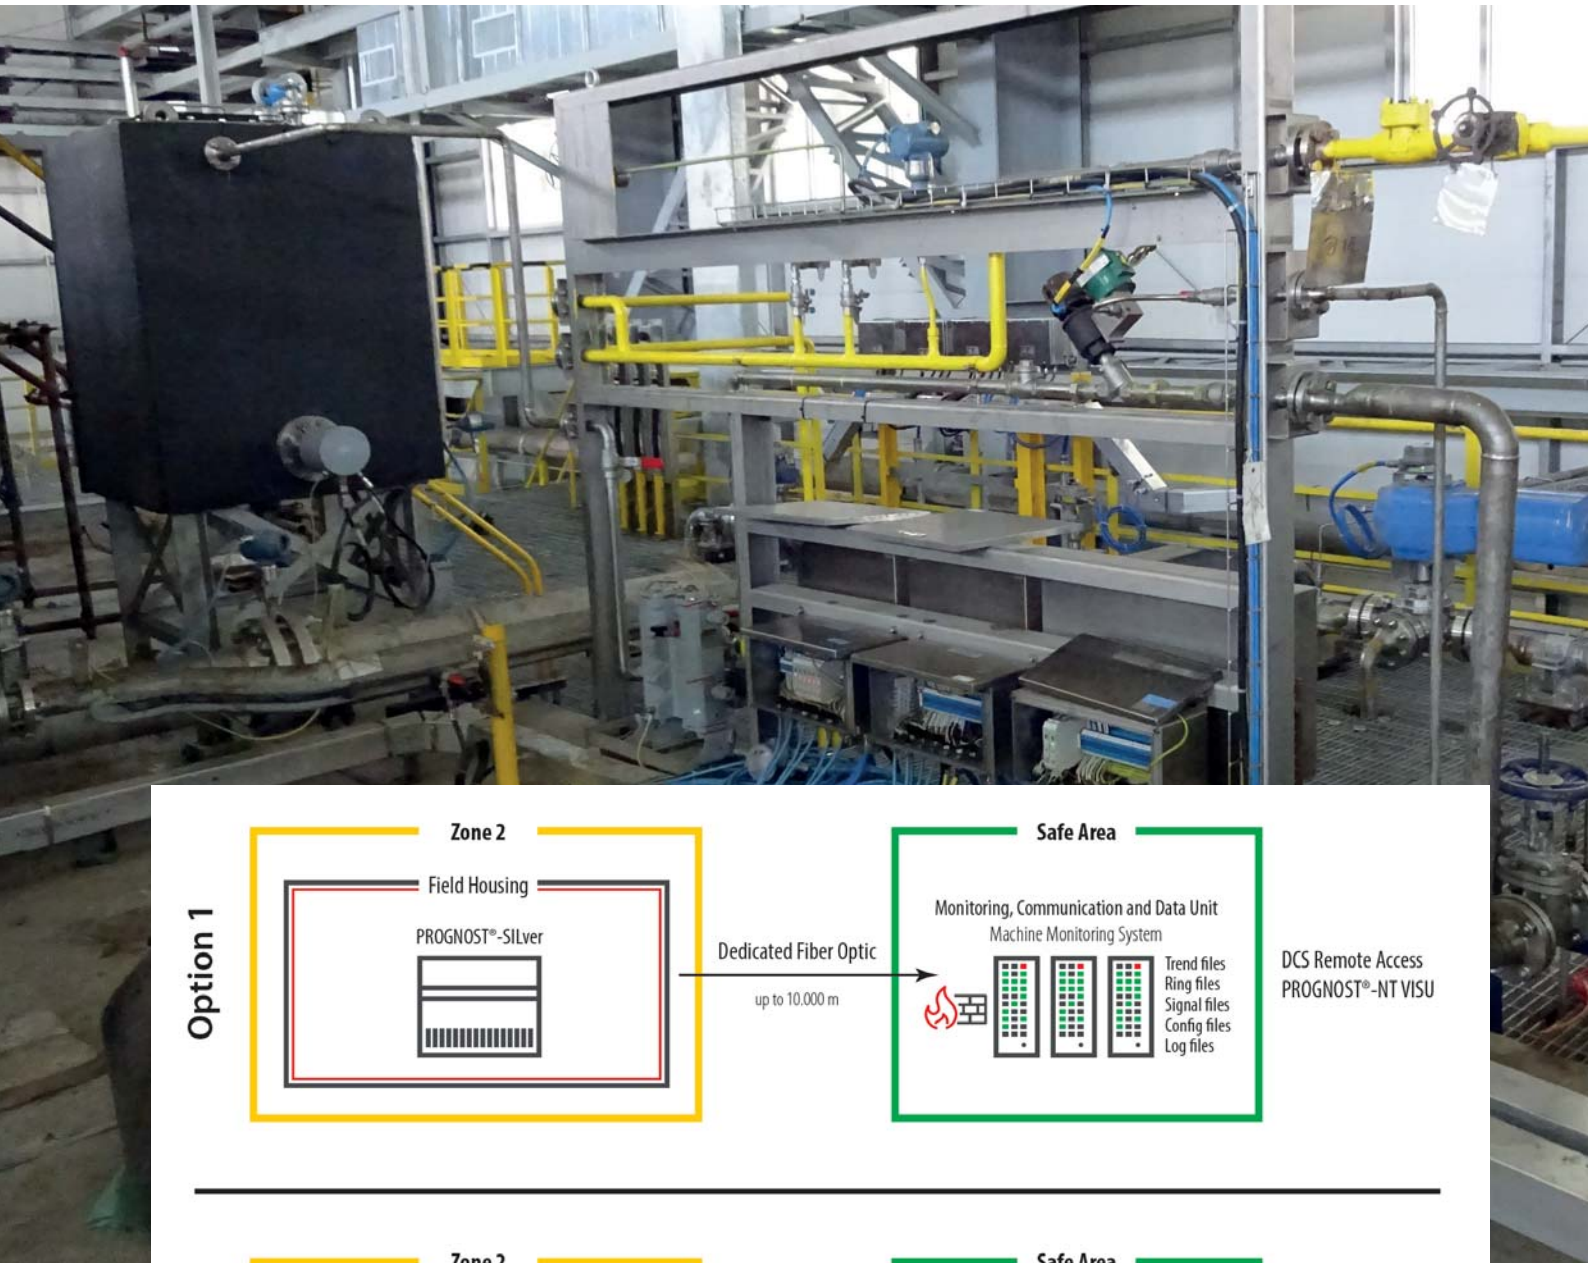 Zone 2
Safe Area
Option 1
Field Housing
PROGNOST®-SILver
Dedicated Fiber Optic
up to 10.000 m
Monitoring, Communication and Data Unit
Machine Monitoring System
Trend files
Ring files
Signal files
Config files
Log files
DCS Remote Access
PROGNOST®-NT VISU
Zone 2
Safe Area